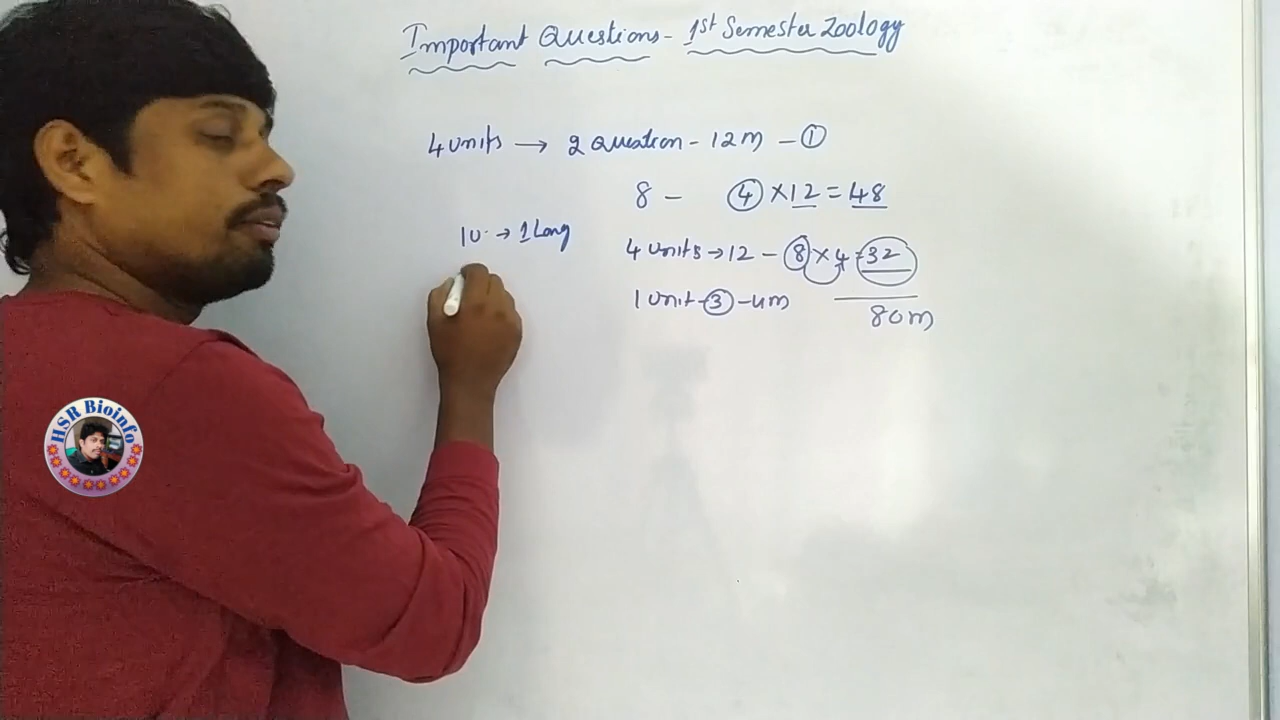 Important Questions - 1st Semester Zoology
4 Units → 2 Question - 12m - ①
8 - ④ × 12 = 48
1U. → 1 Long
4 Units → 12 - ⑧ × 4 = 32
1 Unit - ③ - 4m
80m
HSR Bioinfo